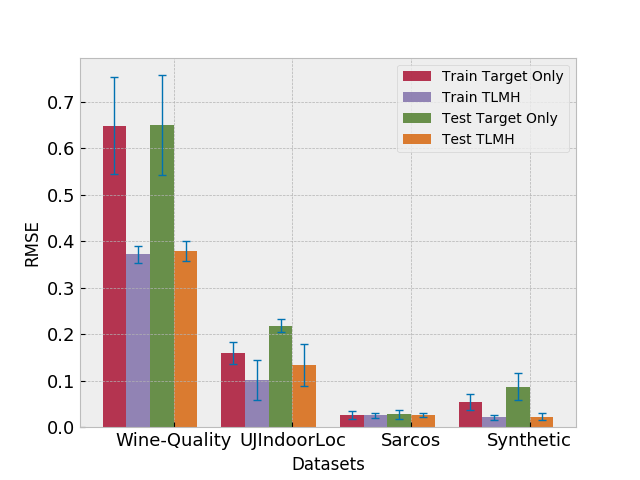 Train Target Only
Train TLMH
Test Target Only
Test TLMH
0.7
0.6
0.5
0.4
0.3
0.2
0.1
0.0
RMSE
Wine-Quality UJIndoorLoc Sarcos Synthetic
Datasets